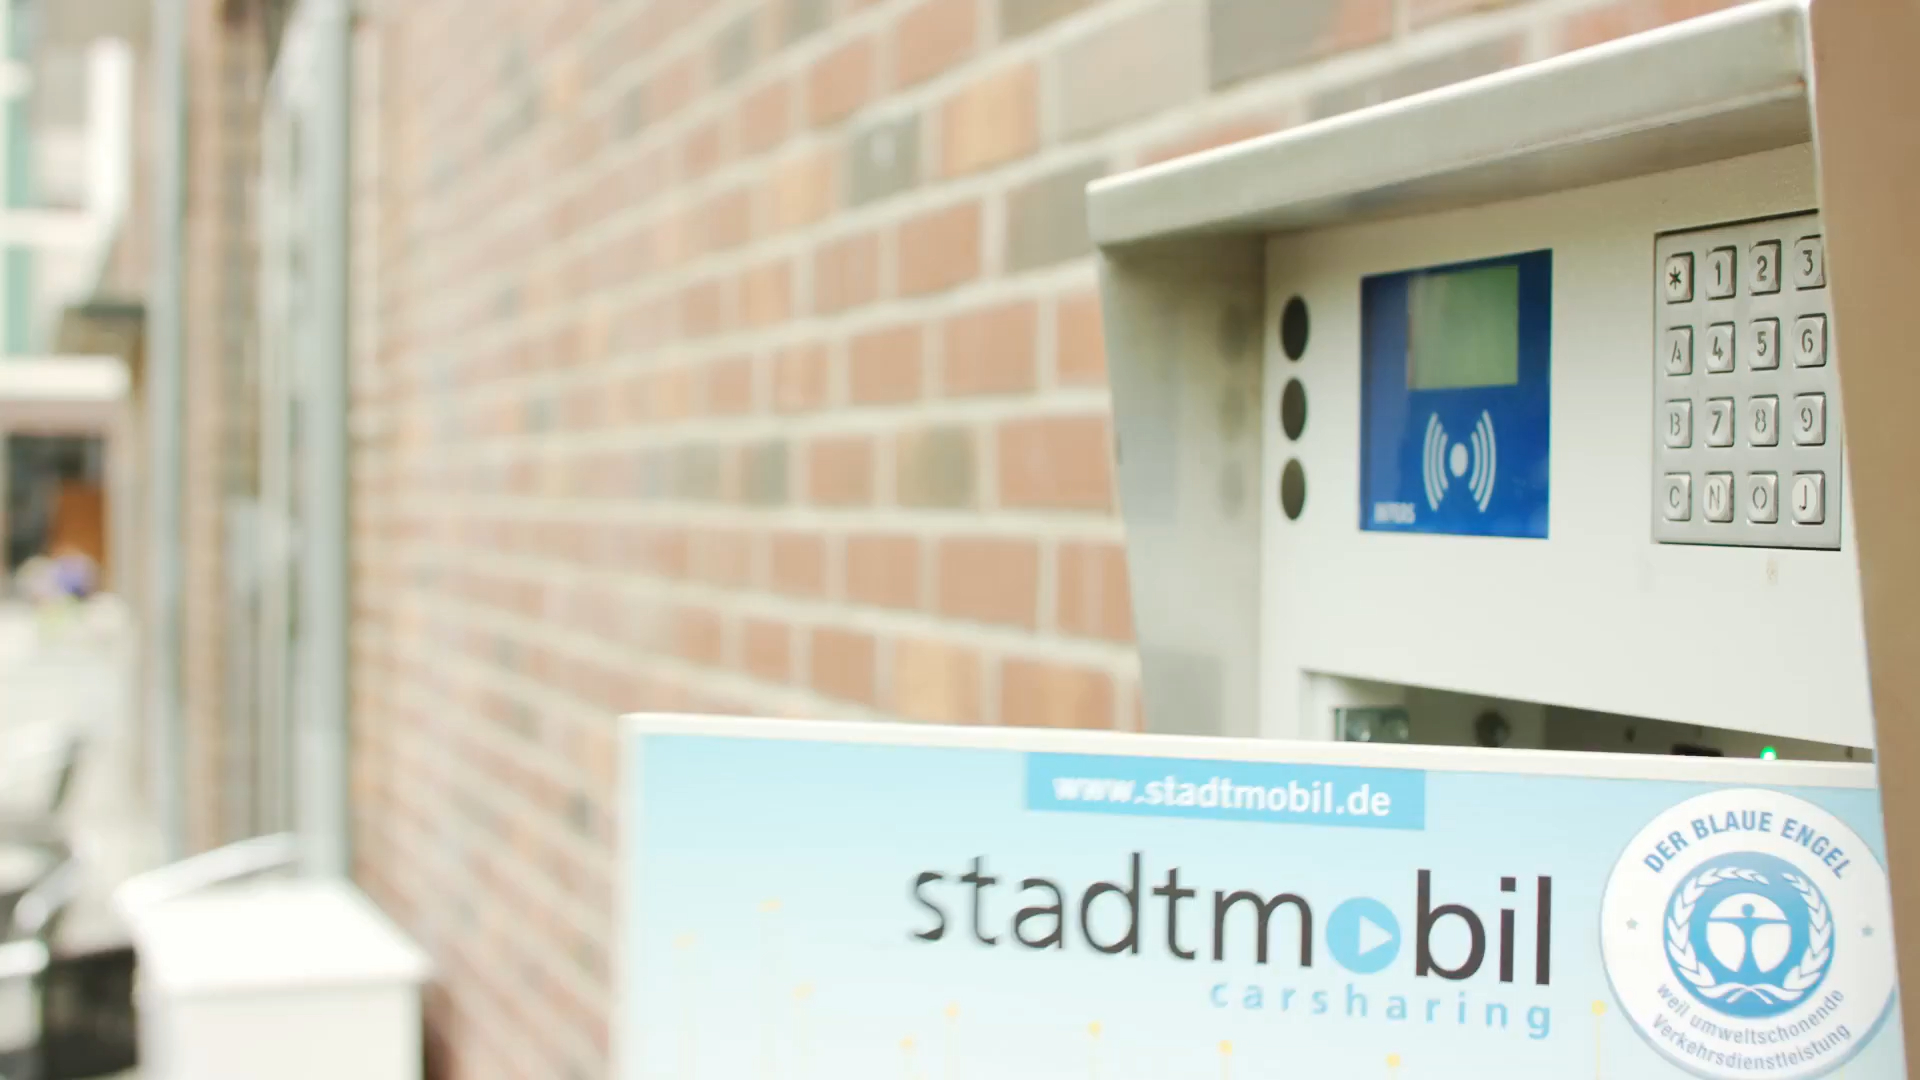 * 1 2 3
A 4 5 6
B 7 8 9
C N O J
www.stadtmobil.de
stadtmobil
carsharing
DER BLAUE ENGEL
weil umweltschonende
Verkehrsdienstleistung